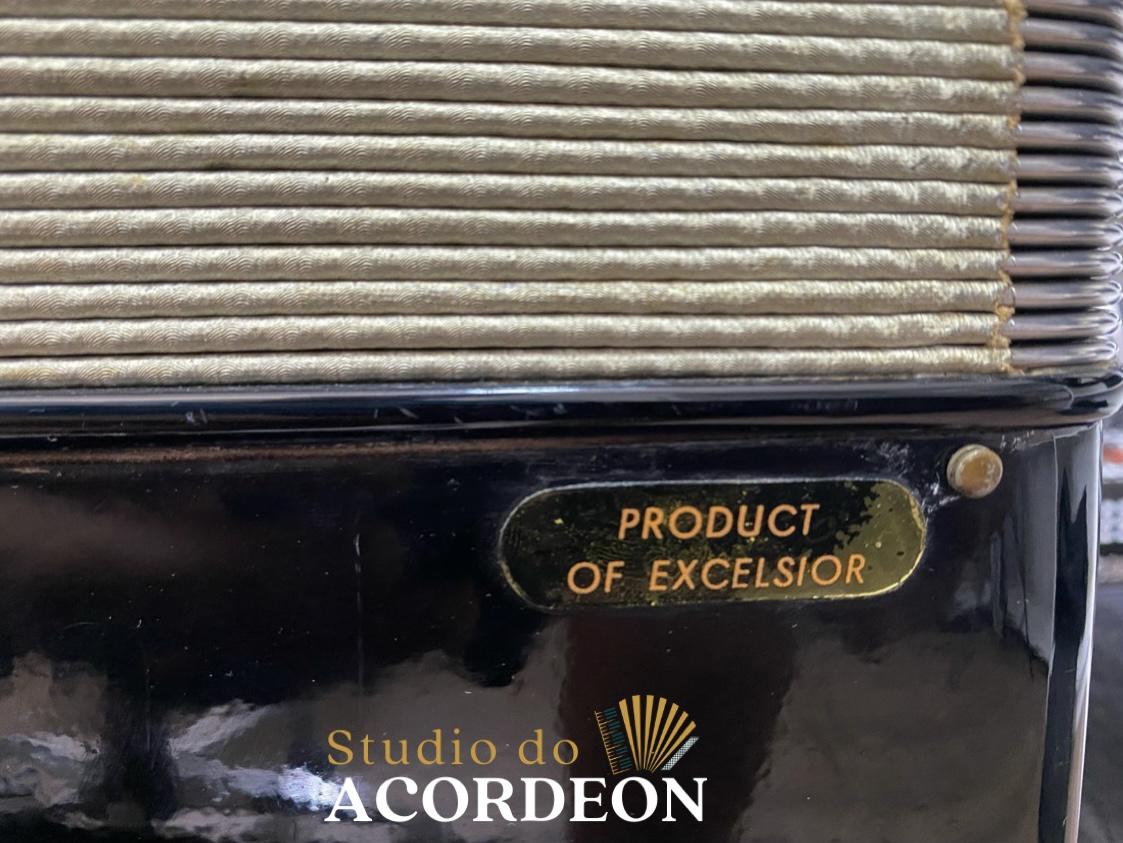 PRODUCT
OF EXCELSIOR
Studio do
ACORDEON